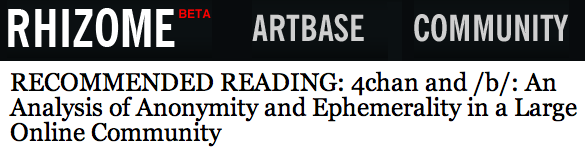 RHIZOME BETA ARTBASE COMMUNITY
RECOMMENDED READING: 4chan and /b/: An
Analysis of Anonymity and Ephemerality in a Large
Online Community